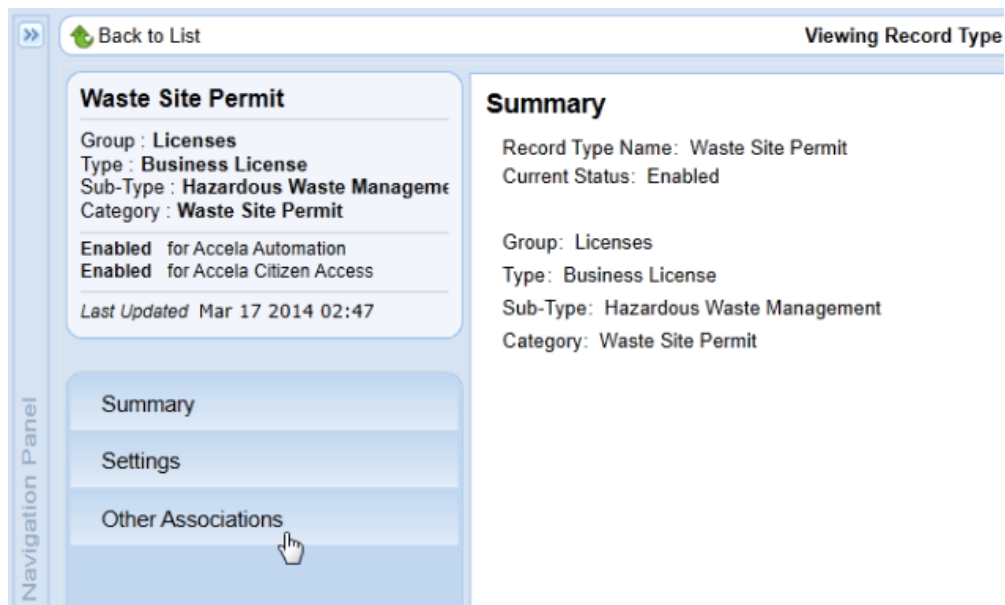 Back to List
Viewing Record Type
Waste Site Permit
Group : Licenses
Type : Business License
Sub-Type : Hazardous Waste Manageme
Category : Waste Site Permit
Enabled for Accela Automation
Enabled for Accela Citizen Access
Last Updated Mar 17 2014 02:47
Summary
Settings
Other Associations
Navigation Panel
Summary
Record Type Name: Waste Site Permit
Current Status: Enabled
Group: Licenses
Type: Business License
Sub-Type: Hazardous Waste Management
Category: Waste Site Permit